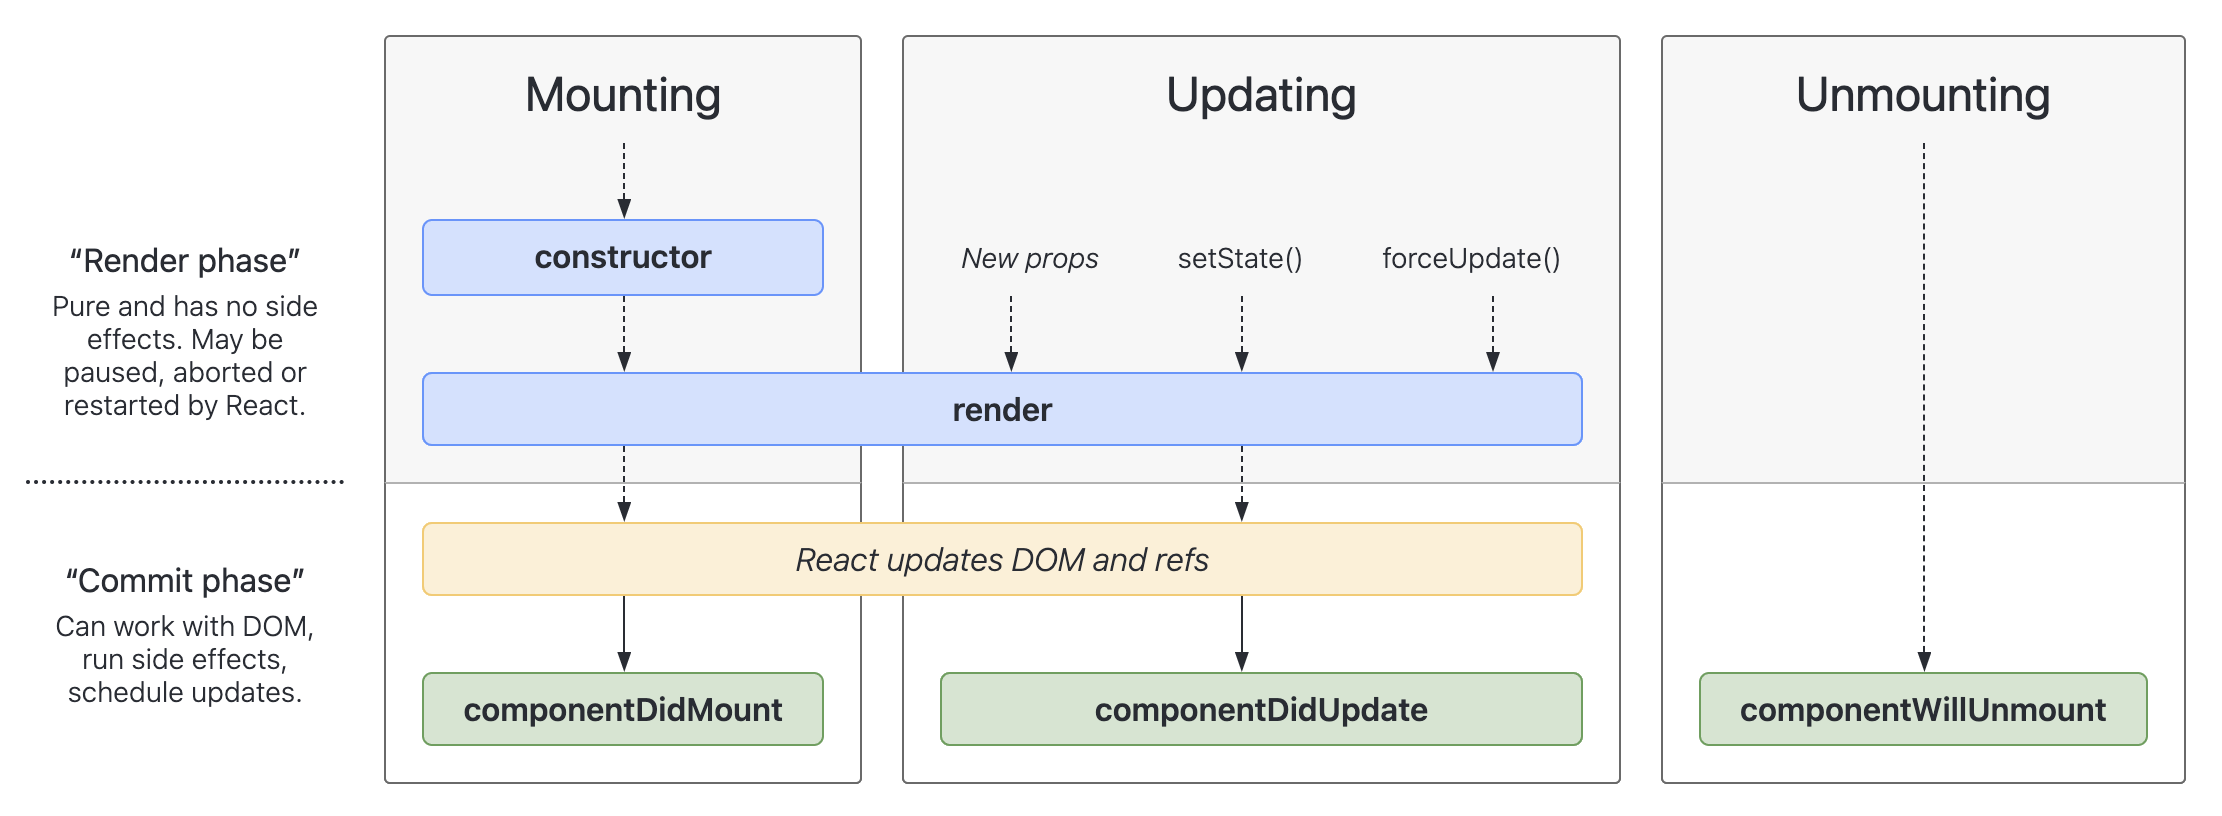 Mounting
Updating
Unmounting
“Render phase”
Pure and has no side
effects. May be
paused, aborted or
restarted by React.
constructor
New props
setState()
forceUpdate()
render
“Commit phase”
Can work with DOM,
run side effects,
schedule updates.
React updates DOM and refs
componentDidMount
componentDidUpdate
componentWillUnmount